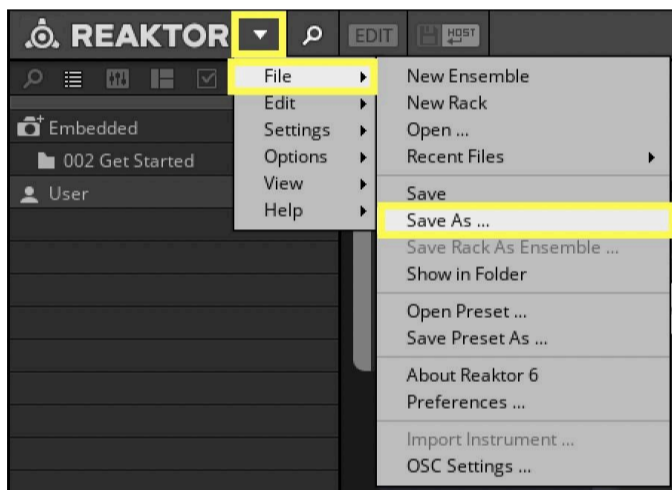 REAKTOR
EDIT
HOST
File
Edit
Settings
Options
View
Help
Embedded
002 Get Started
User
New Ensemble
New Rack
Open ...
Recent Files
Save
Save As ...
Save Rack As Ensemble ...
Show in Folder
Open Preset ...
Save Preset As ...
About Reaktor 6
Preferences ...
Import Instrument ...
OSC Settings ...